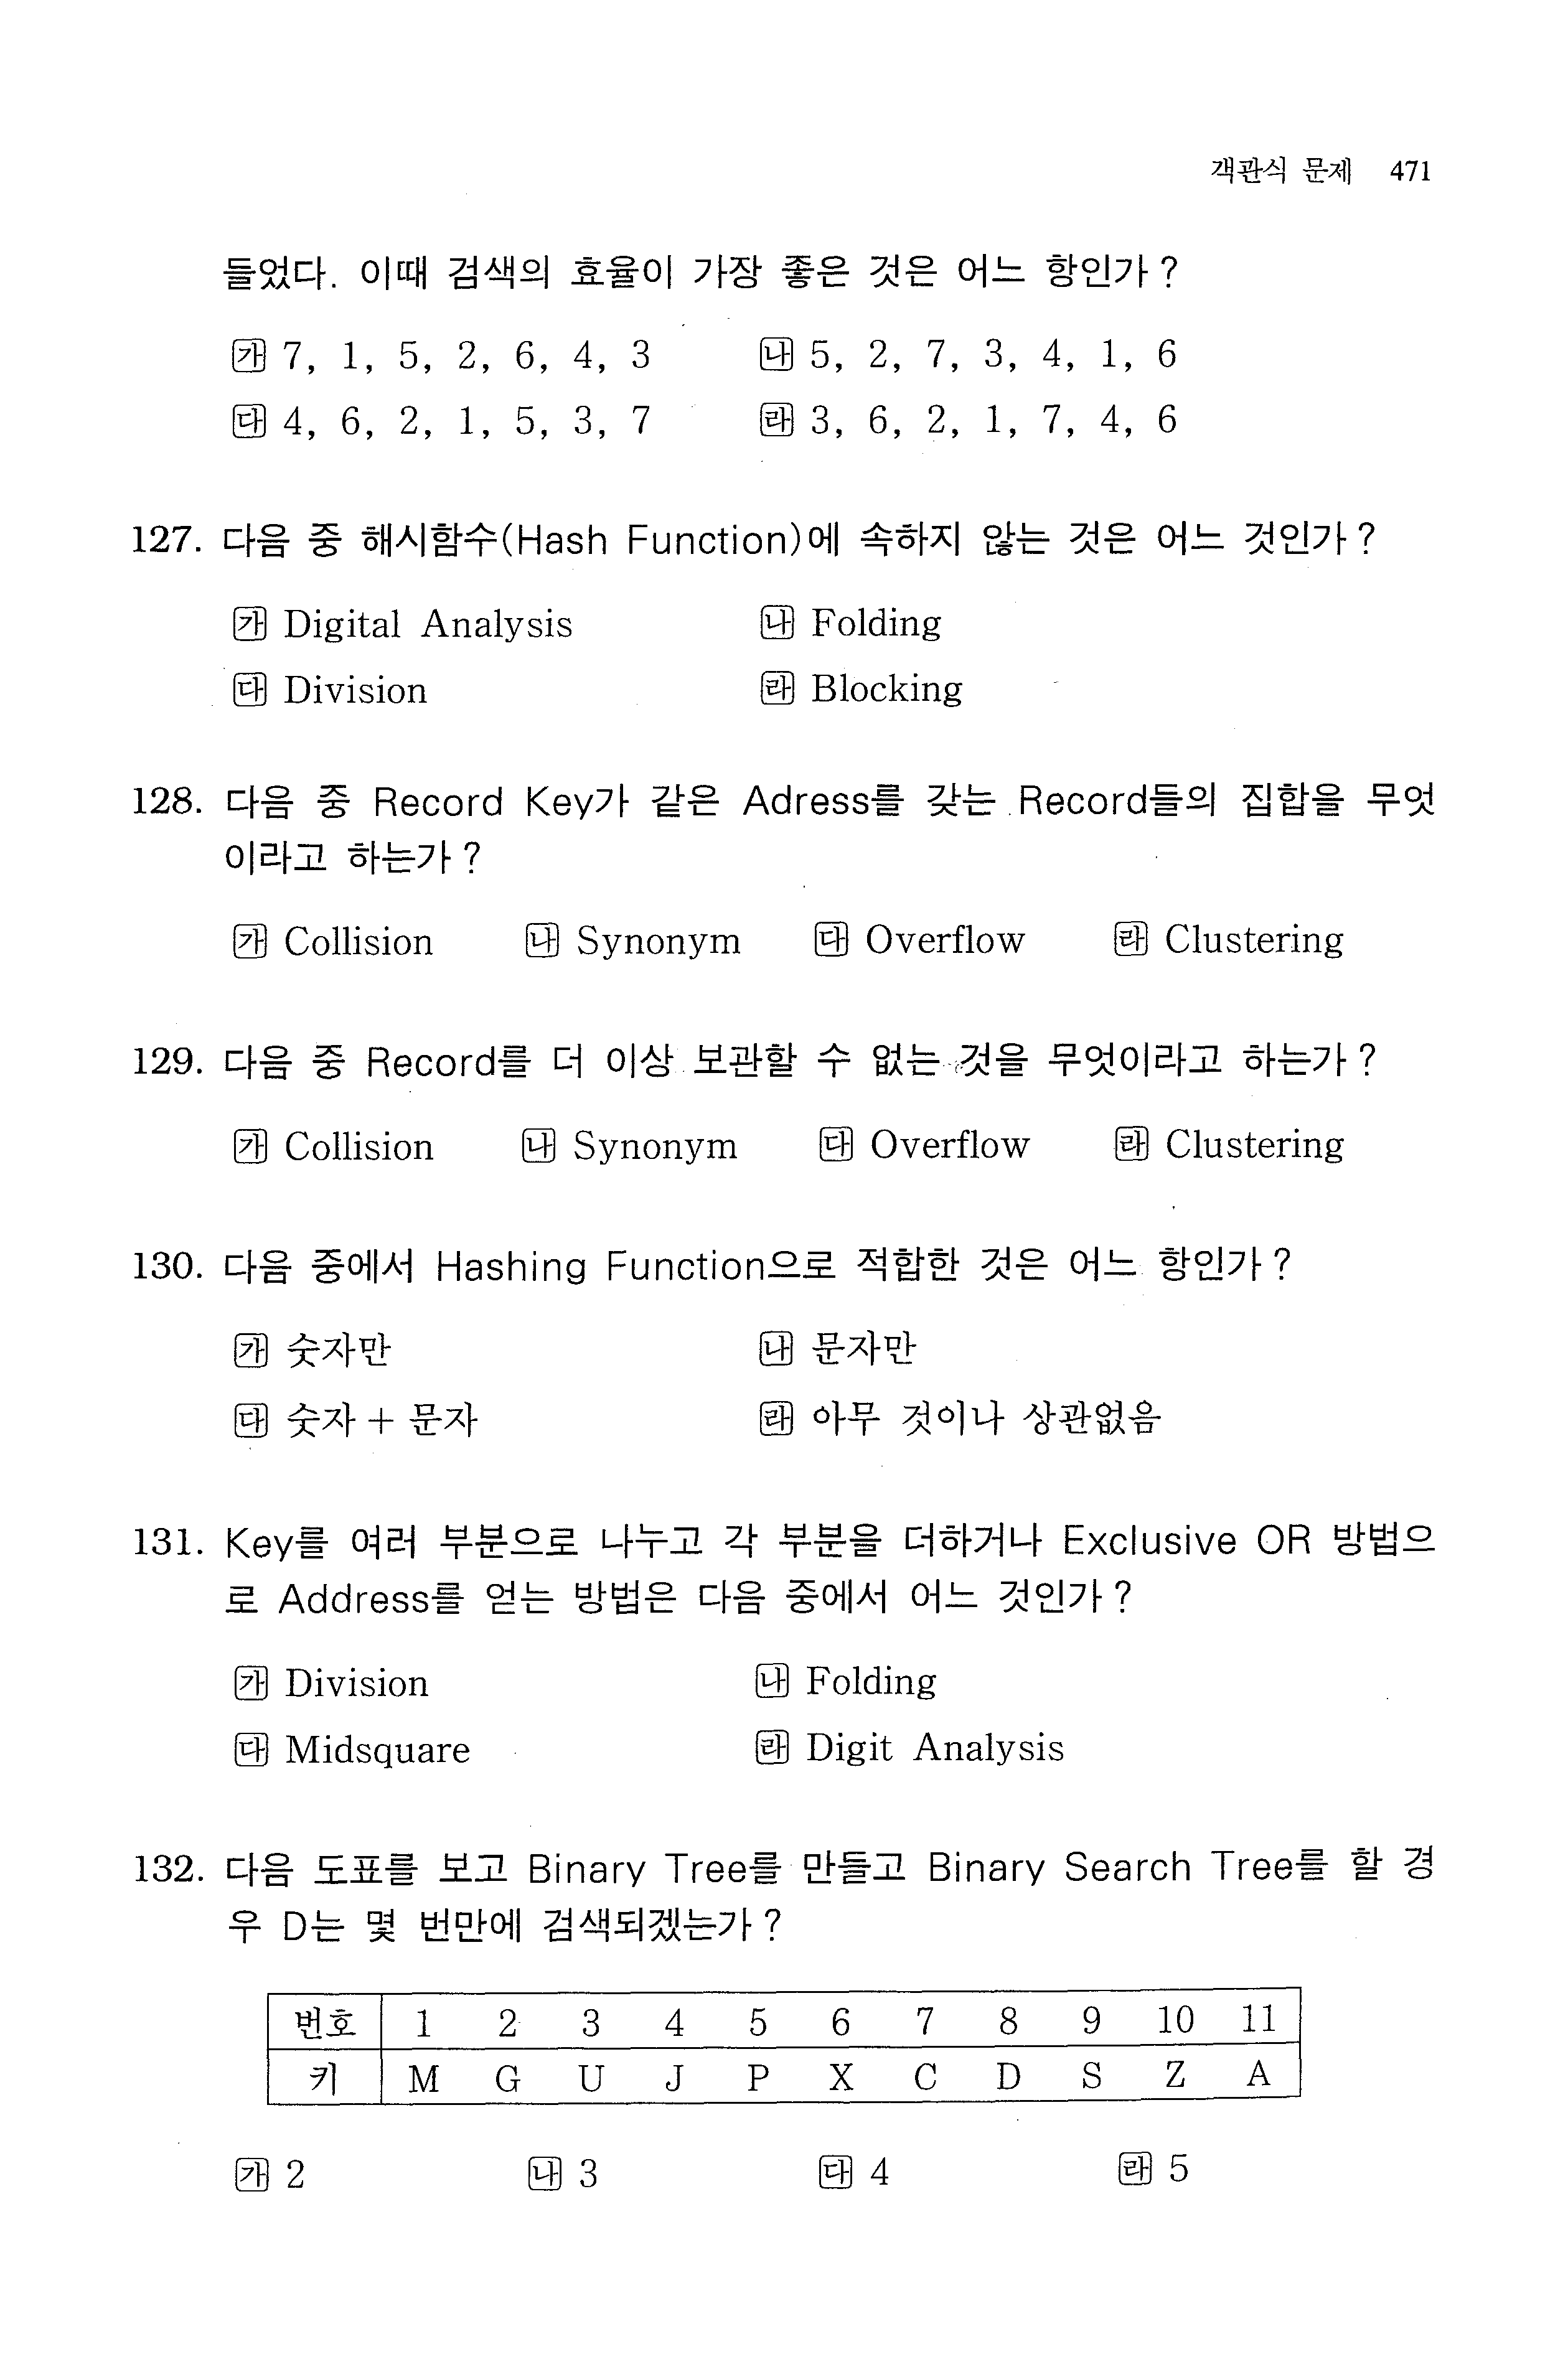 객관식 문제 471
들었다. 이때 검색의 효율이 가장 좋은 것은 어느 항인가?
㉮ 7, 1, 5, 2, 6, 4, 3 ㉯ 5, 2, 7, 3, 4, 1, 6
㉰ 4, 6, 2, 1, 5, 3, 7 ㉱ 3, 6, 2, 1, 7, 4, 6
127. 다음 중 해시함수(Hash Function)에 속하지 않는 것은 어느 것인가?
㉮ Digital Analysis ㉯ Folding
㉰ Division ㉱ Blocking
128. 다음 중 Record Key가 같은 Adress를 갖는 Record들의 집합을 무엇
이라고 하는가?
㉮ Collision ㉯ Synonym ㉰ Overflow ㉱ Clustering
129. 다음 중 Record를 더 이상 보관할 수 없는 것을 무엇이라고 하는가?
㉮ Collision ㉯ Synonym ㉰ Overflow ㉱ Clustering
130. 다음 중에서 Hashing Function으로 적합한 것은 어느 항인가?
㉮ 숫자만 ㉯ 문자만
㉰ 숫자 + 문자 ㉱ 아무 것이나 상관없음
131. Key를 여러 부분으로 나누고 각 부분을 더하거나 Exclusive OR 방법으
로 Address를 얻는 방법은 다음 중에서 어느 것인가?
㉮ Division ㉯ Folding
㉰ Midsquare ㉱ Digit Analysis
132. 다음 도표를 보고 Binary Tree를 만들고 Binary Search Tree를 할 경
우 D는 몇 번만에 검색되겠는가?
번호 1 2 3 4 5 6 7 8 9 10 11
키 M G U J P X C D S Z A
㉮ 2 ㉯ 3 ㉰ 4 ㉱ 5